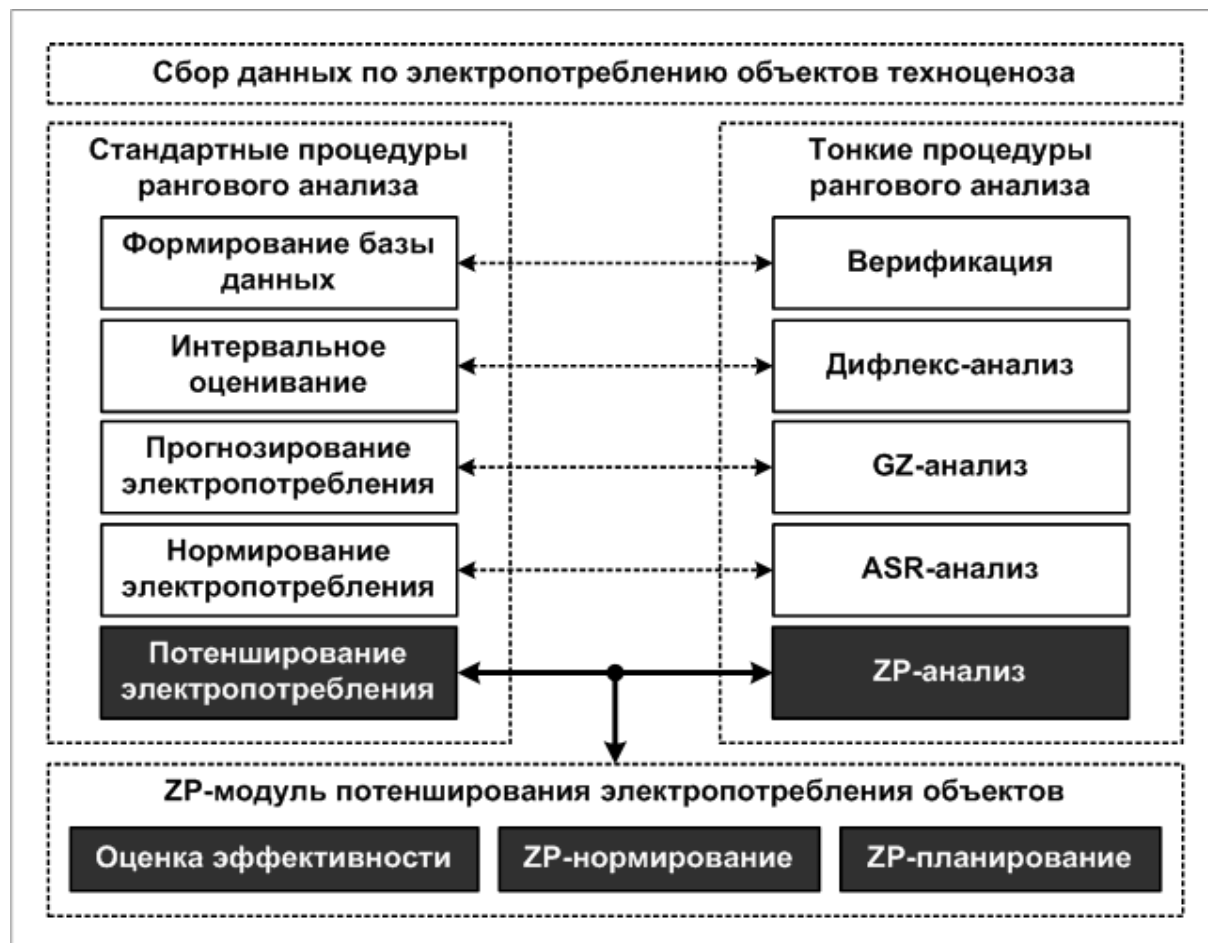 Сбор данных по электропотреблению объектов техноценоза
Стандартные процедуры
рангового анализа
Формирование базы
данных
Интервальное
оценивание
Прогнозирование
электропотребления
Нормирование
электропотребления
Потенширование
электропотребления
Тонкие процедуры
рангового анализа
Верификация
Дифлекс-анализ
GZ-анализ
ASR-анализ
ZP-анализ
ZP-модуль потенширования электропотребления объектов
Оценка эффективности
ZP-нормирование
ZP-планирование